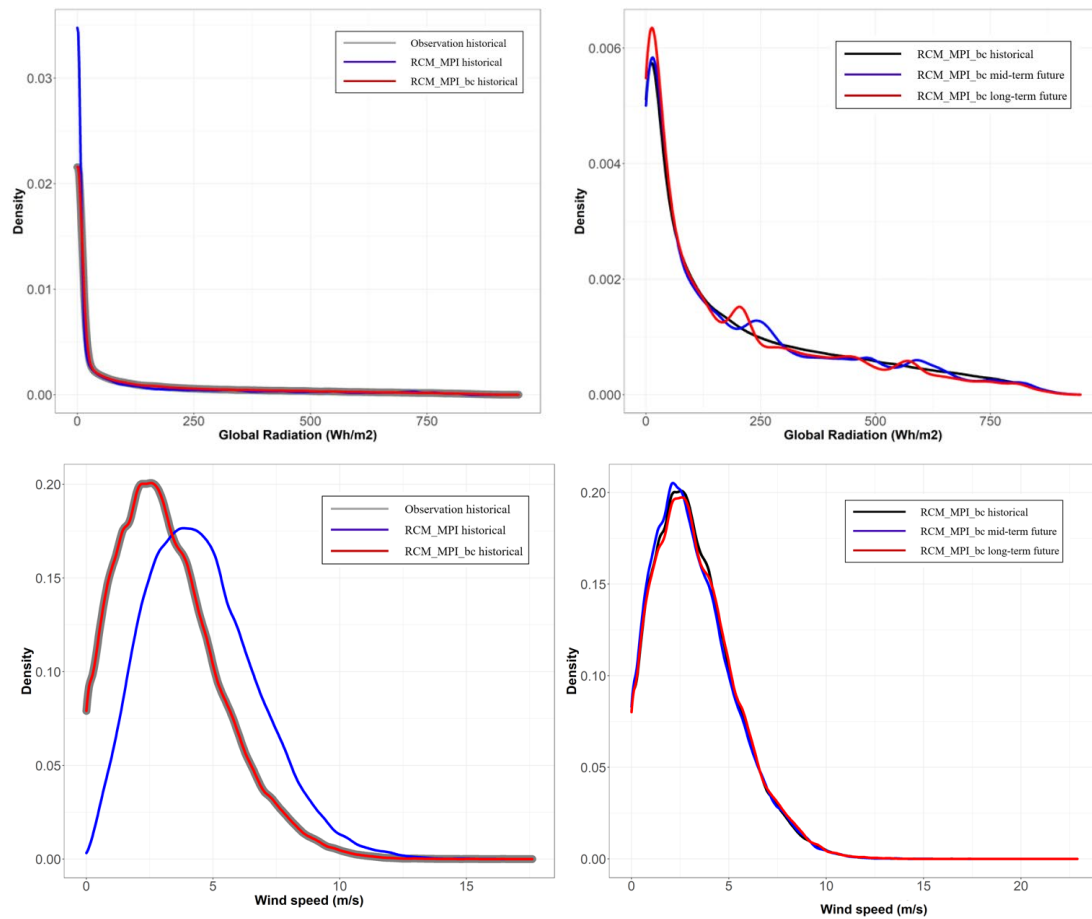 Observation historical
RCM_MPI historical
RCM_MPI_bc historical
0.03
0.02
0.01
0.00
Density
0
250
500
750
Global Radiation (Wh/m2)
RCM_MPI_bc historical
RCM_MPI_bc mid-term future
RCM_MPI_bc long-term future
0.006
0.004
0.002
0.000
Density
0
250
500
750
Global Radiation (Wh/m2)
Observation historical
RCM_MPI historical
RCM_MPI_bc historical
0.20
0.15
0.10
0.05
0.00
Density
0
5
10
15
Wind speed (m/s)
RCM_MPI_bc historical
RCM_MPI_bc mid-term future
RCM_MPI_bc long-term future
0.20
0.15
0.10
0.05
0.00
Density
0
5
10
15
20
Wind speed (m/s)